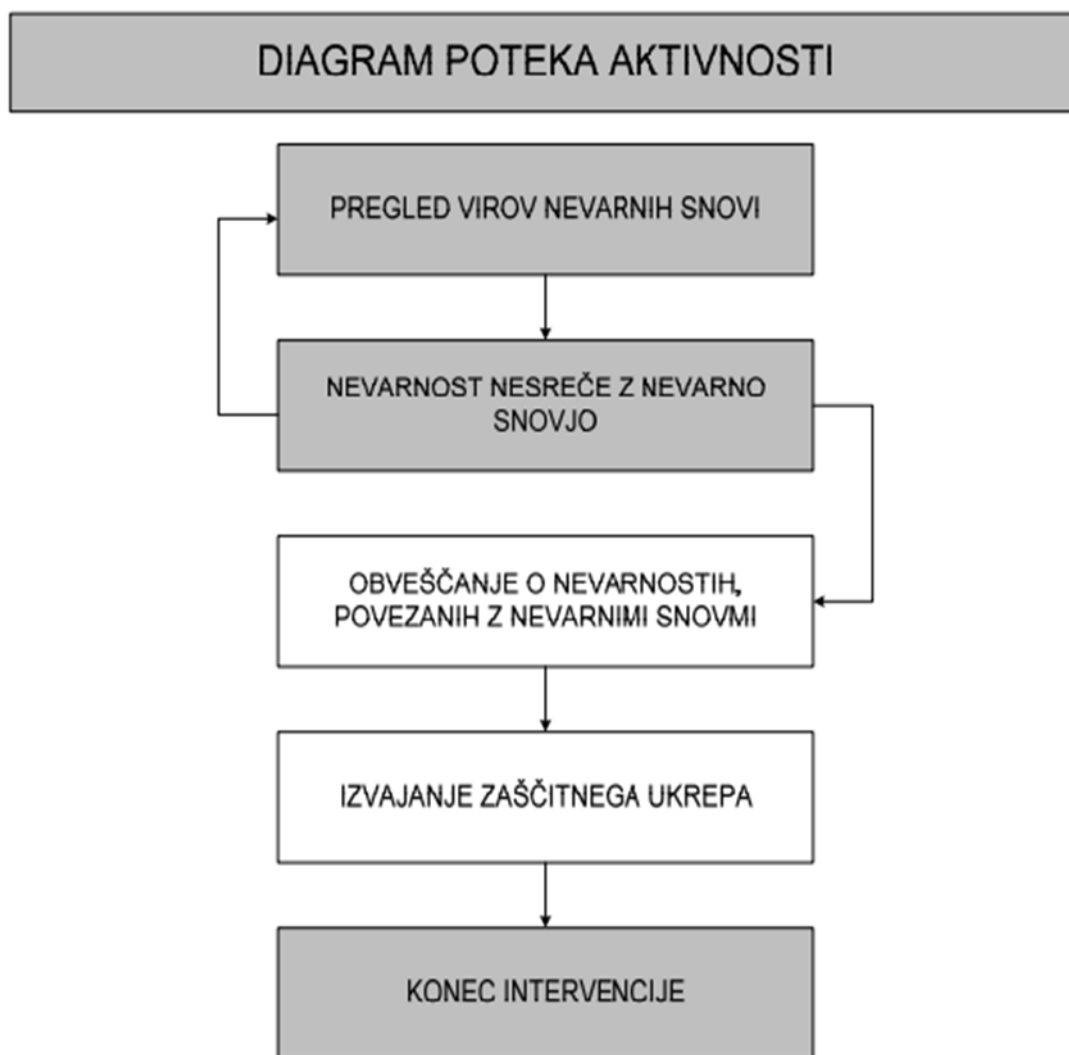 DIAGRAM POTEKA AKTIVNOSTI
PREGLED VIROV NEVARNIH SNOVI
NEVARNOST NESREČE Z NEVARNO
SNOVJO
OBVEŠČANJE O NEVARNOSTIH,
POVEZANIH Z NEVARNIMI SNOVMI
IZVAJANJE ZAŠČITNEGA UKREPA
KONEC INTERVENCIJE